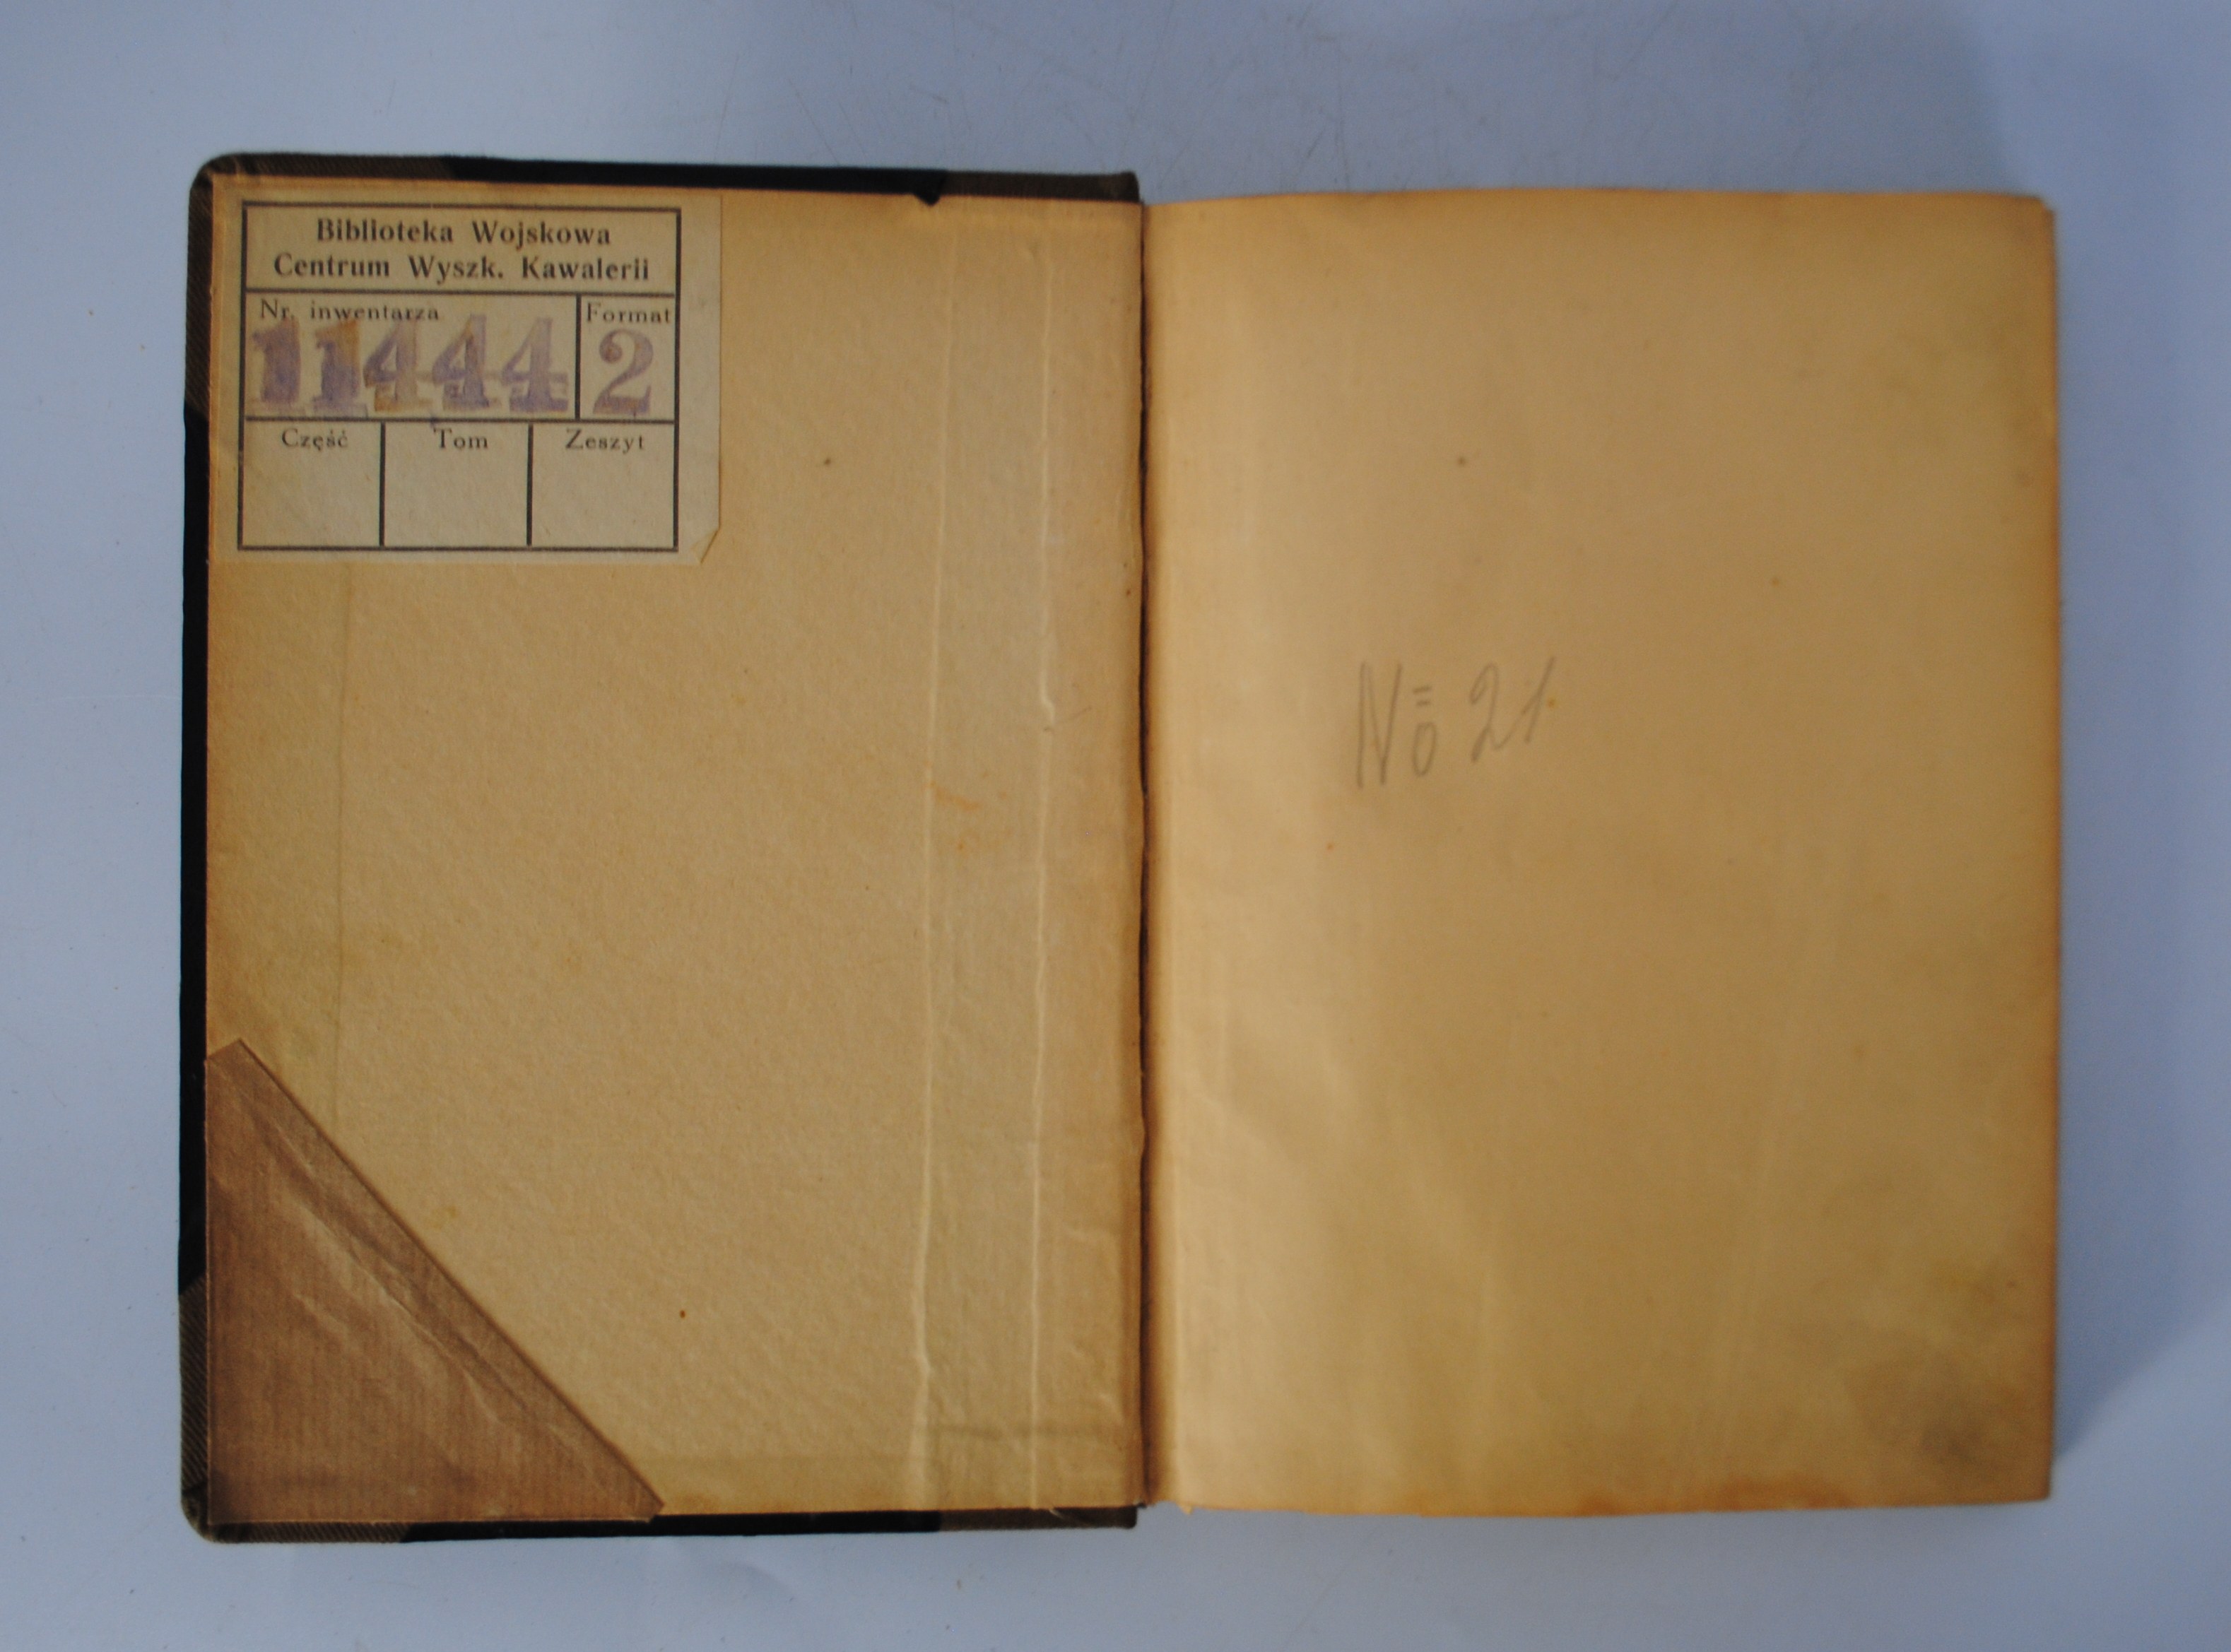 Biblioteka Wojskowa
Centrum Wyszk. Kawalerii
Nr. inwentarza Format
11444 2
Część Tom Zeszyt
No 21